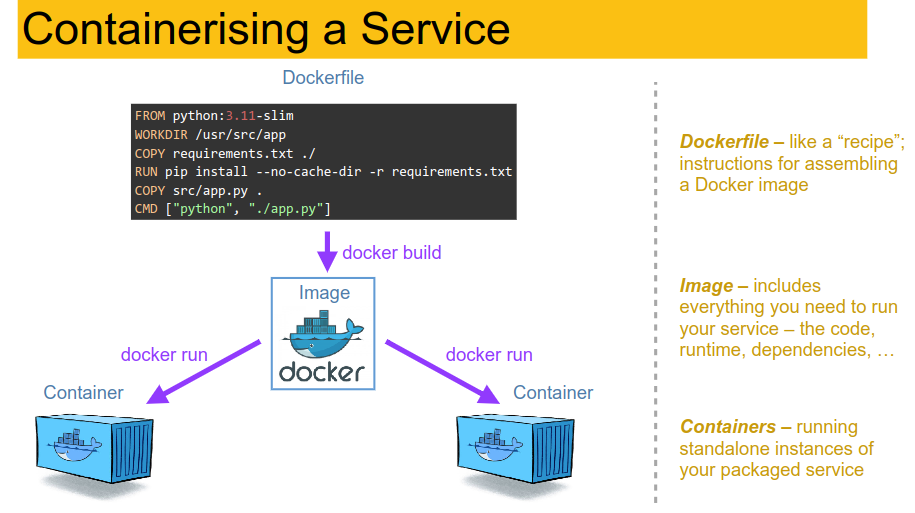 Containerising a Service
Dockerfile
FROM python:3.11-slim
WORKDIR /usr/src/app
COPY requirements.txt ./
RUN pip install --no-cache-dir -r requirements.txt
COPY src/app.py .
CMD ["python", "./app.py"]
docker build
Image
docker
docker run
docker run
Container
Container
Dockerfile – like a “recipe”;
instructions for assembling
a Docker image
Image – includes
everything you need to run
your service – the code,
runtime, dependencies, …
Containers – running
standalone instances of
your packaged service